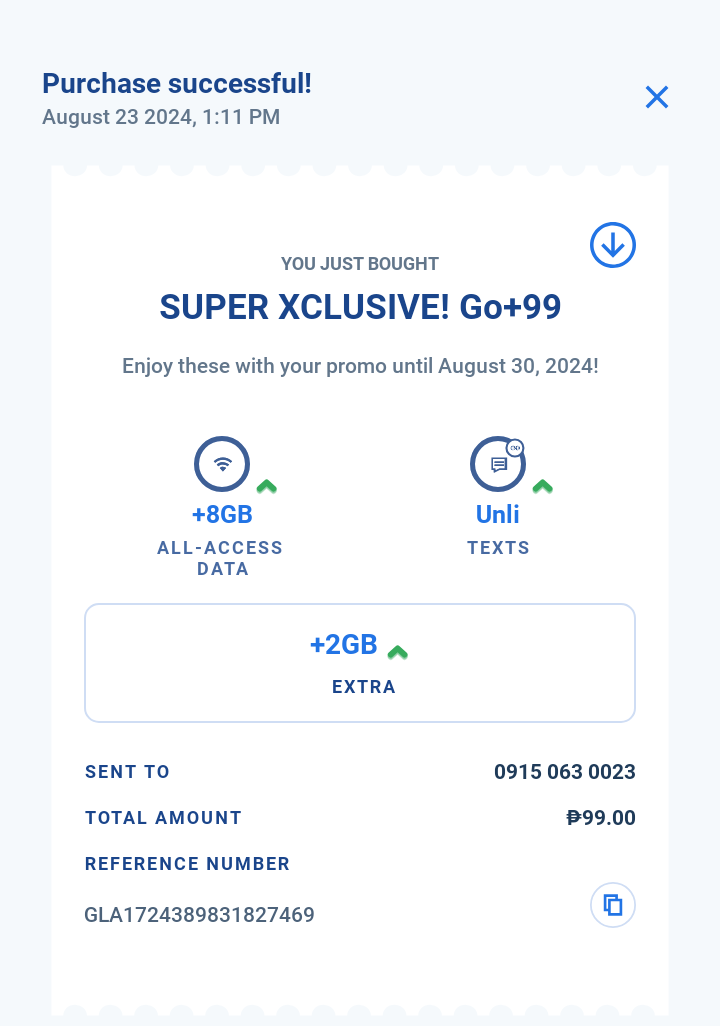 Purchase successful!
August 23 2024, 1:11 PM
YOU JUST BOUGHT
SUPER XCLUSIVE! Go+99
Enjoy these with your promo until August 30, 2024!
+8GB
Unli
ALL-ACCESS
DATA
TEXTS
+2GB
EXTRA
SENT TO
0915 063 0023
TOTAL AMOUNT
₱99.00
REFERENCE NUMBER
GLA1724389831827469